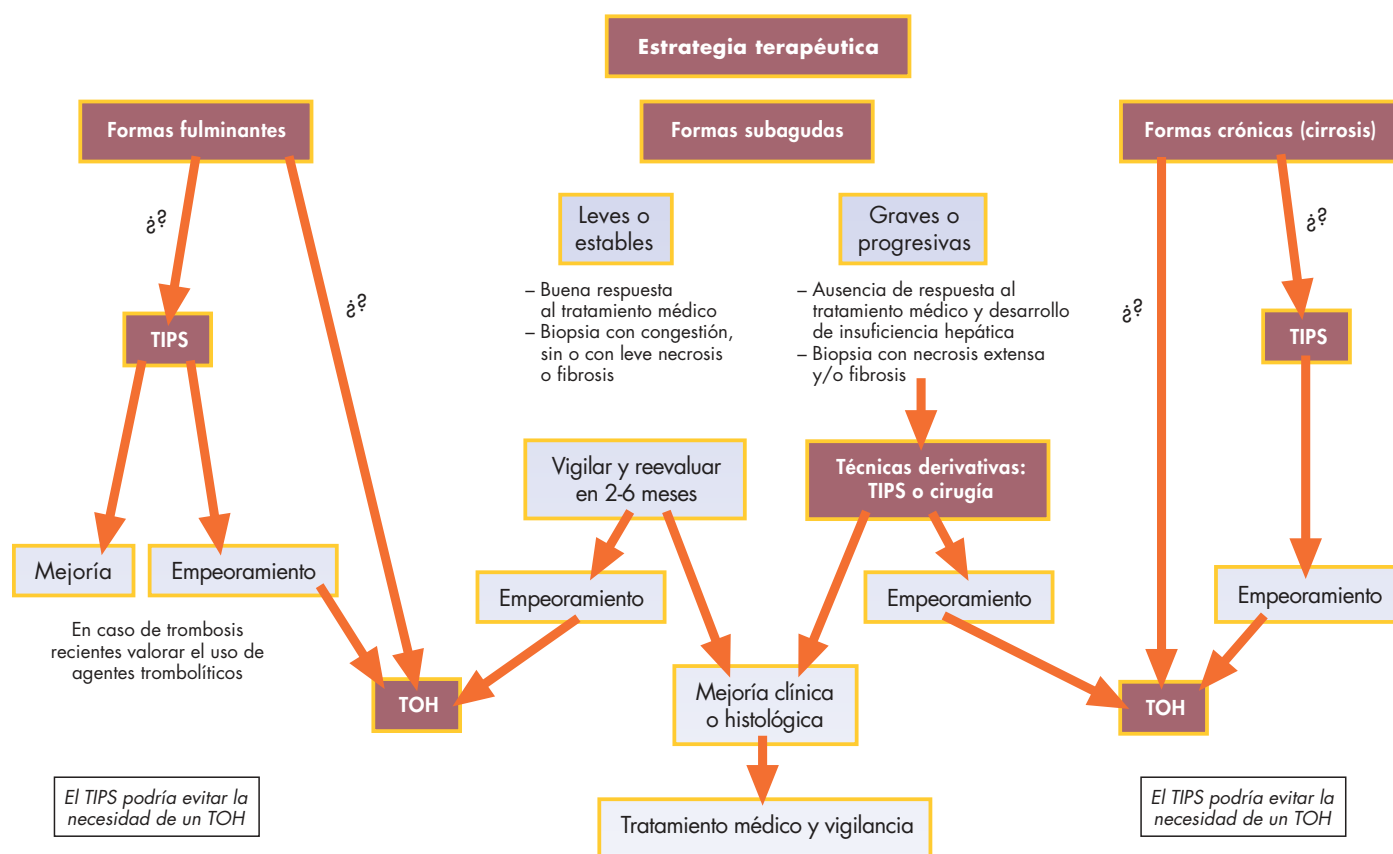 Estrategia terapéutica
Formas fulminantes
Formas subagudas
Formas crónicas (cirrosis)
¿?
¿?
¿?
¿?
TIPS
TIPS
Leves o
estables
– Buena respuesta
al tratamiento médico
– Biopsia con congestión,
sin o con leve necrosis
o fibrosis
Graves o
progresivas
– Ausencia de respuesta al
tratamiento médico y desarrollo
de insuficiencia hepática
– Biopsia con necrosis extensa
y/o fibrosis
Vigilar y reevaluar
en 2-6 meses
Técnicas derivativas:
TIPS o cirugía
Mejoría
Empeoramiento
Empeoramiento
Empeoramiento
Empeoramiento
En caso de trombosis
recientes valorar el uso de
agentes trombolíticos
TOH
Mejoría clínica
o histológica
TOH
El TIPS podría evitar la
necesidad de un TOH
Tratamiento médico y vigilancia
El TIPS podría evitar la
necesidad de un TOH